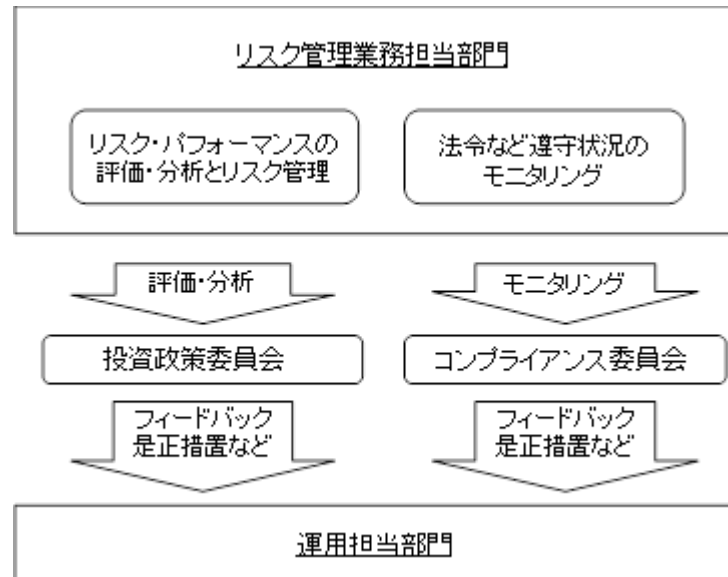 リスク管理業務担当部門
リスク・パフォーマンスの
評価・分析とリスク管理
法令など遵守状況の
モニタリング
評価・分析
モニタリング
投資政策委員会
コンプライアンス委員会
フィードバック
是正措置など
フィードバック
是正措置など
運用担当部門